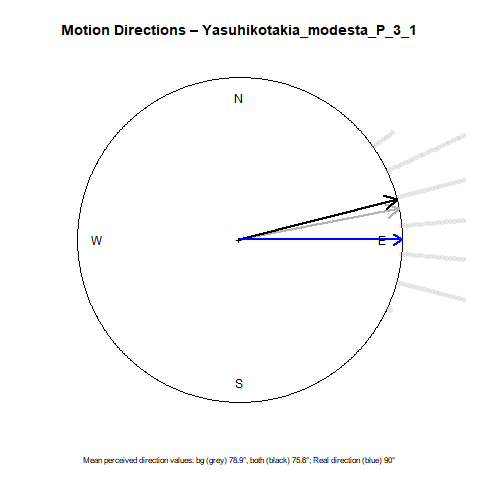 Motion Directions – Yasuhikotakia_modesta_P_3_1
N
W
E
S
Mean perceived direction values: bg (grey) 78.9°, both (black) 75.6°; Real direction (blue) 90°